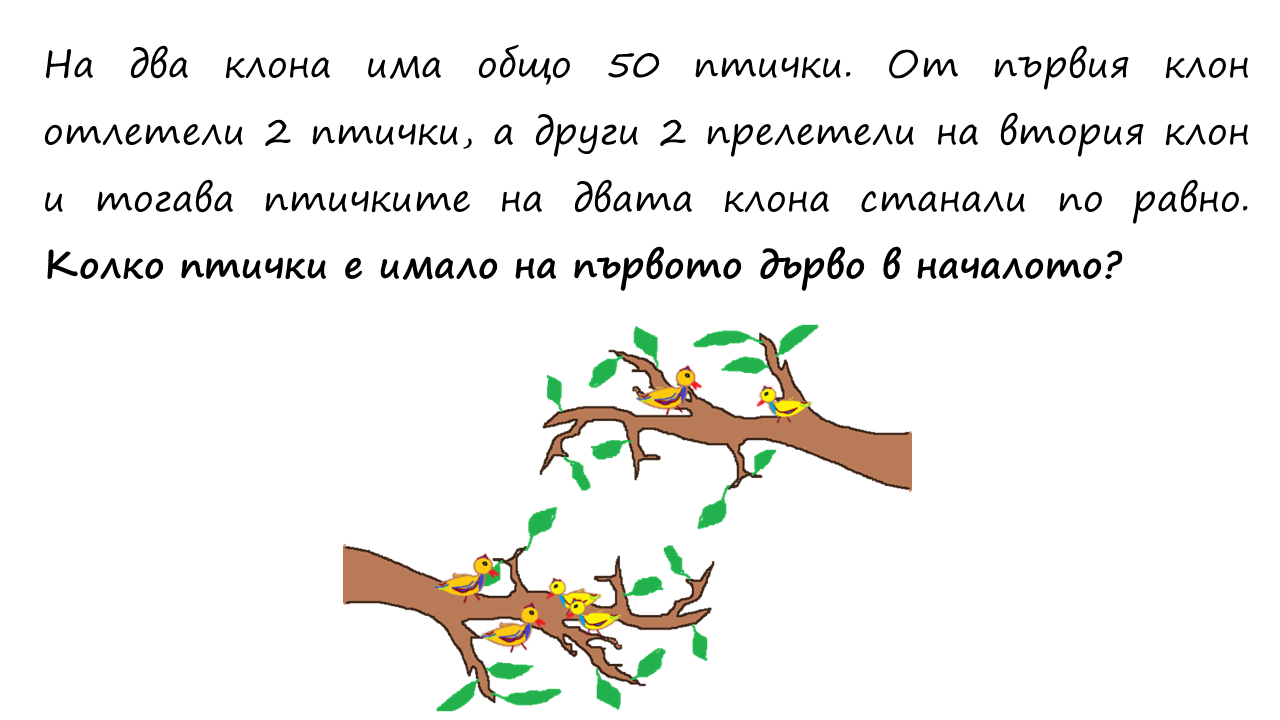 На два клона има общо 50 птички. От първия клон
отлетели 2 птички, а други 2 прелетели на втория клон
и тогава птичките на двата клона станали по равно.
Колко птички е имало на първото дърво в началото?